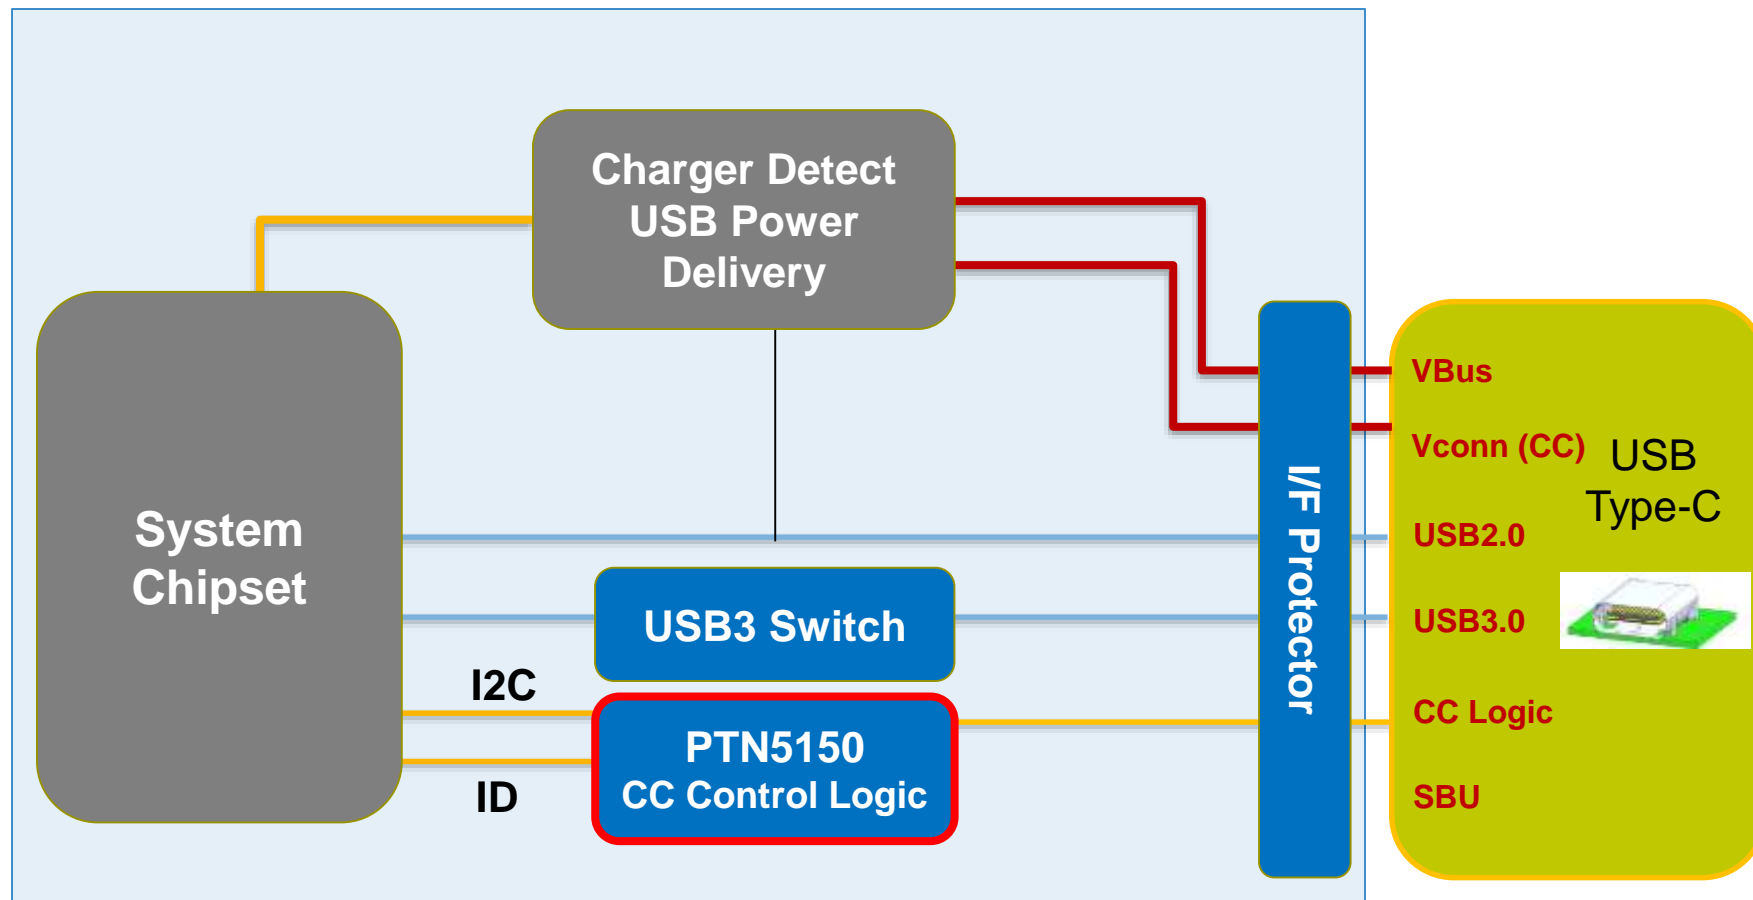 Charger Detect
USB Power
Delivery
System
Chipset
USB3 Switch
I2C
ID
PTN5150
CC Control Logic
I/F Protector
VBus
Vconn (CC)
USB
Type-C
USB2.0
USB3.0
CC Logic
SBU